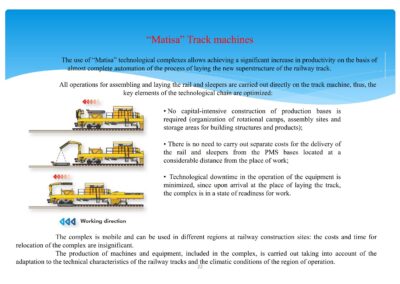 “Matisa” Track machines
The use of “Matisa” technological complexes allows achieving a significant increase in productivity on the basis of
almost complete automation of the process of laying the new superstructure of the railway track.
All operations for assembling and laying the rail and sleepers are carried out directly on the track machine, thus, the
key elements of the technological chain are optimized:
• No capital-intensive construction of production bases is
required (organization of rotational camps, assembly sites and
storage areas for building structures and products);
• There is no need to carry out separate costs for the delivery of
the rail and sleepers from the PMS bases located at a
considerable distance from the place of work;
• Technological downtime in the operation of the equipment is
minimized, since upon arrival at the place of laying the track,
the complex is in a state of readiness for work.
Working direction
The complex is mobile and can be used in different regions at railway construction sites: the costs and time for
relocation of the complex are insignificant.
The production of machines and equipment, included in the complex, is carried out taking into account of the
adaptation to the technical characteristics of the railway tracks and the climatic conditions of the region of operation.